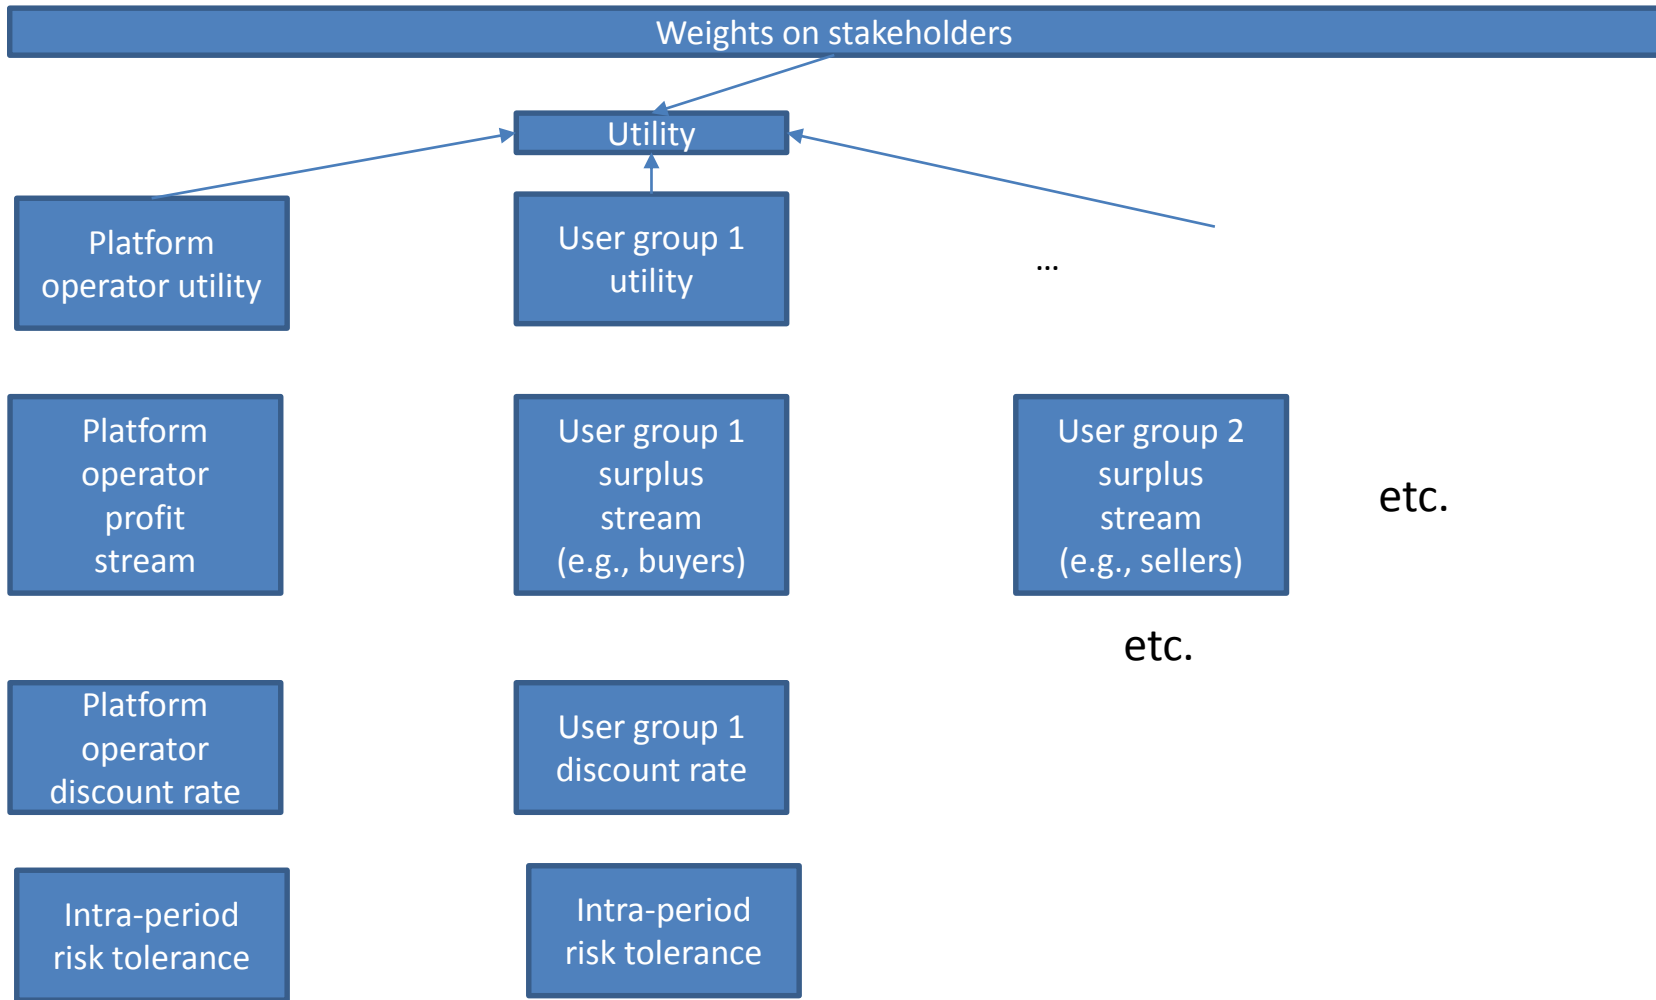 Weights on stakeholders
Utility
Platform
operator utility
User group 1
utility
...
Platform
operator
profit
stream
User group 1
surplus
stream
(e.g., buyers)
User group 2
surplus
stream
(e.g., sellers)
etc.
etc.
Platform
operator
discount rate
User group 1
discount rate
Intra-period
risk tolerance
Intra-period
risk tolerance